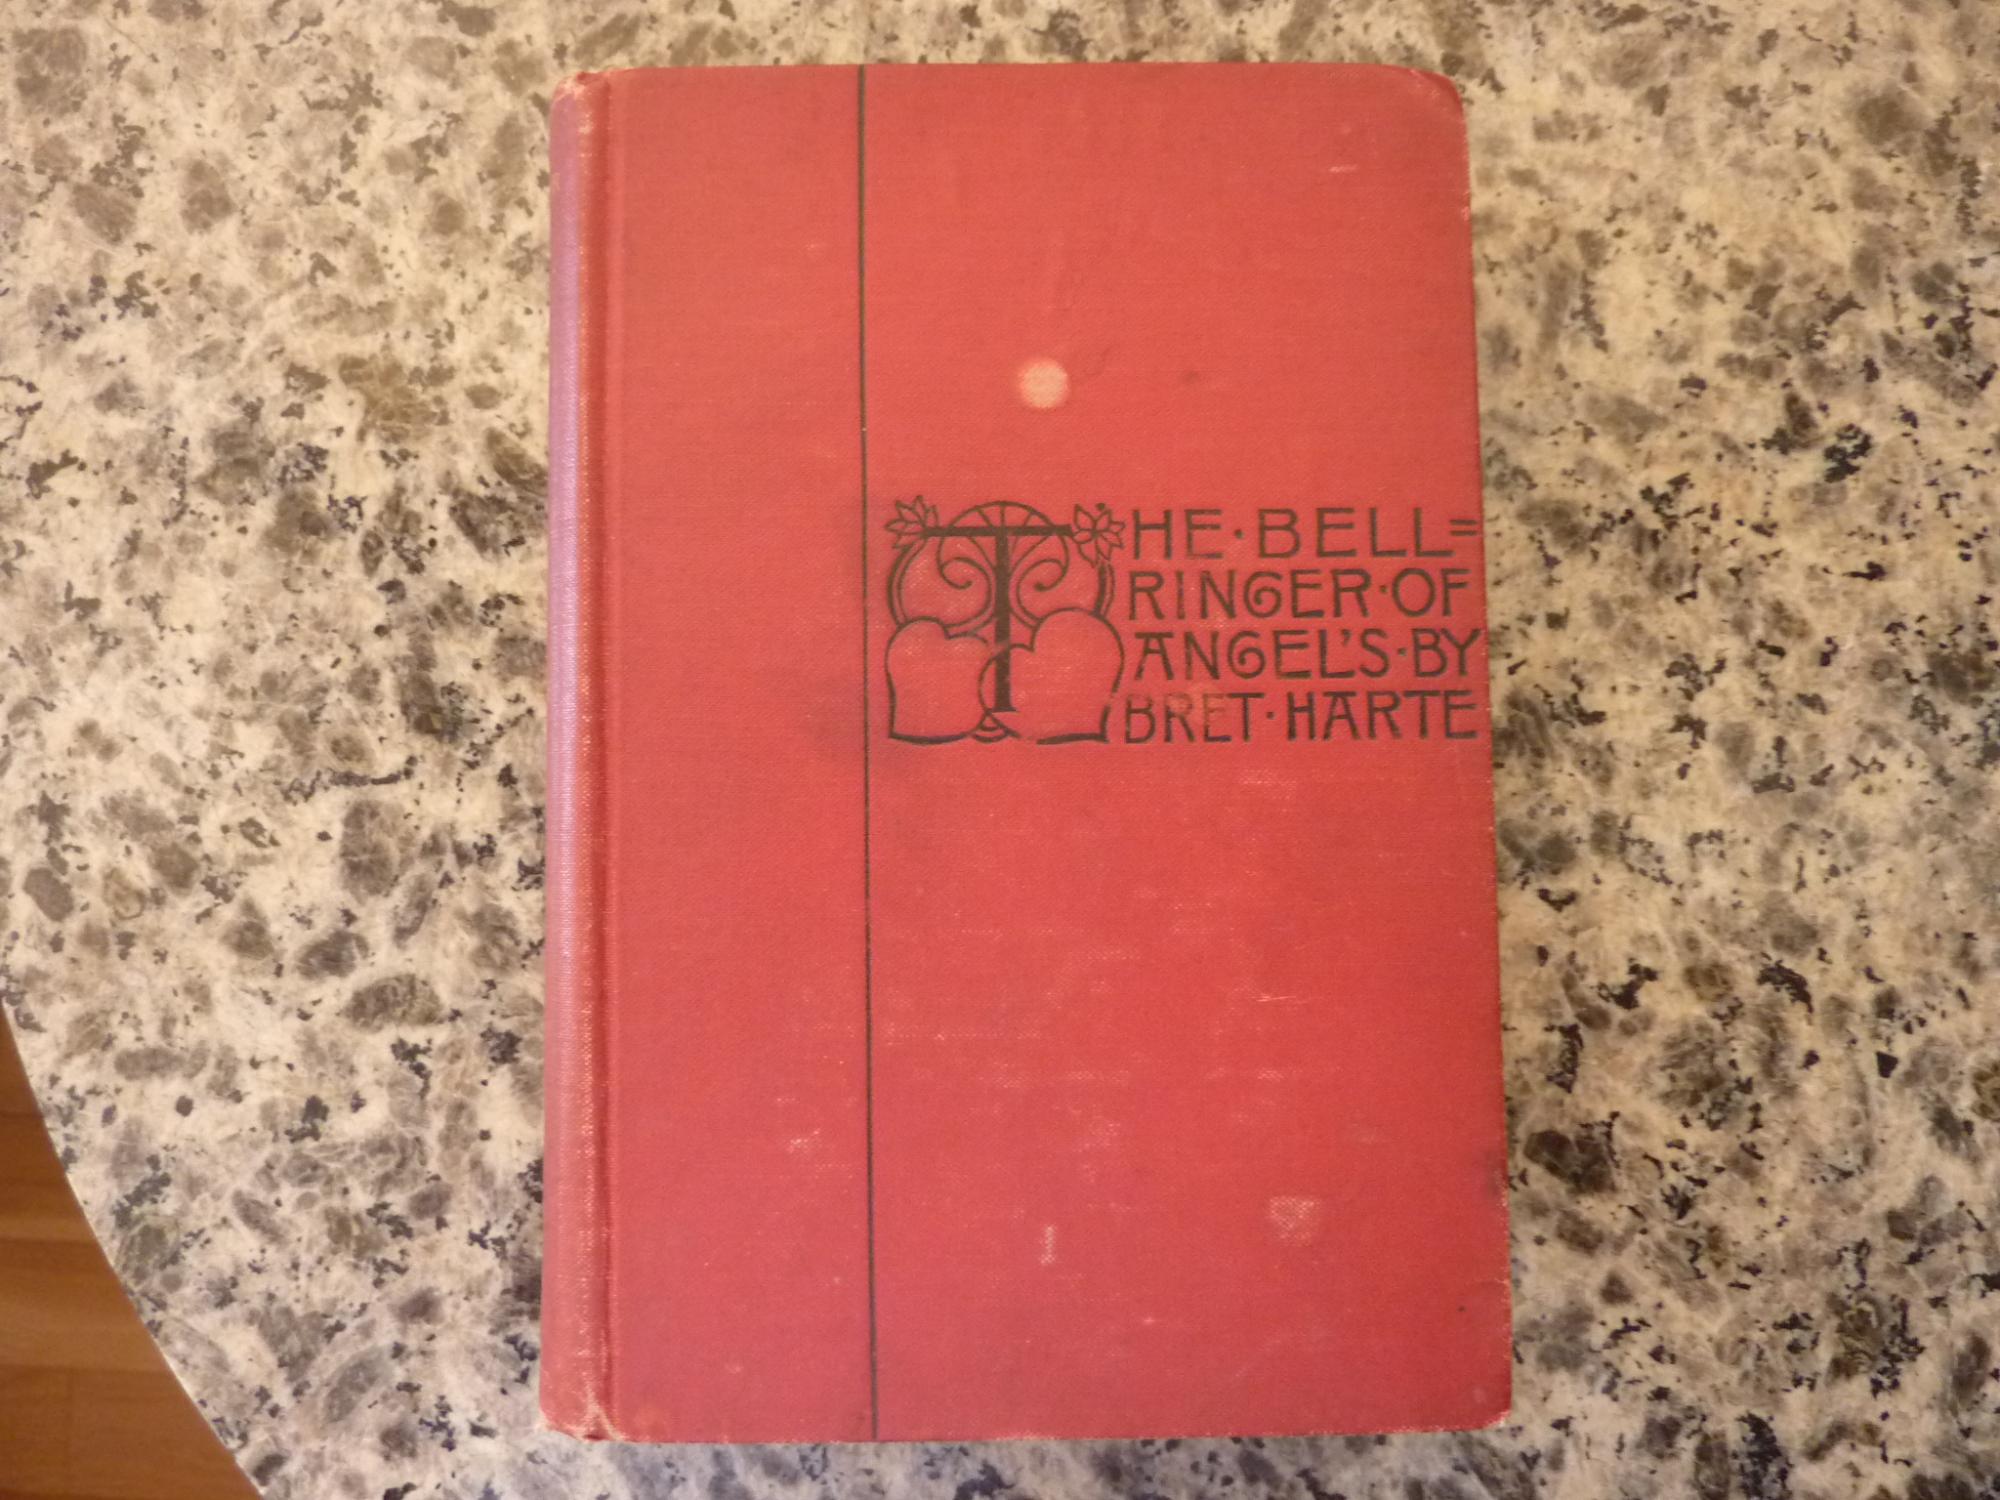 THE·BELL=
RINGER·OF
ANGEL'S·BY
BRET·HARTE